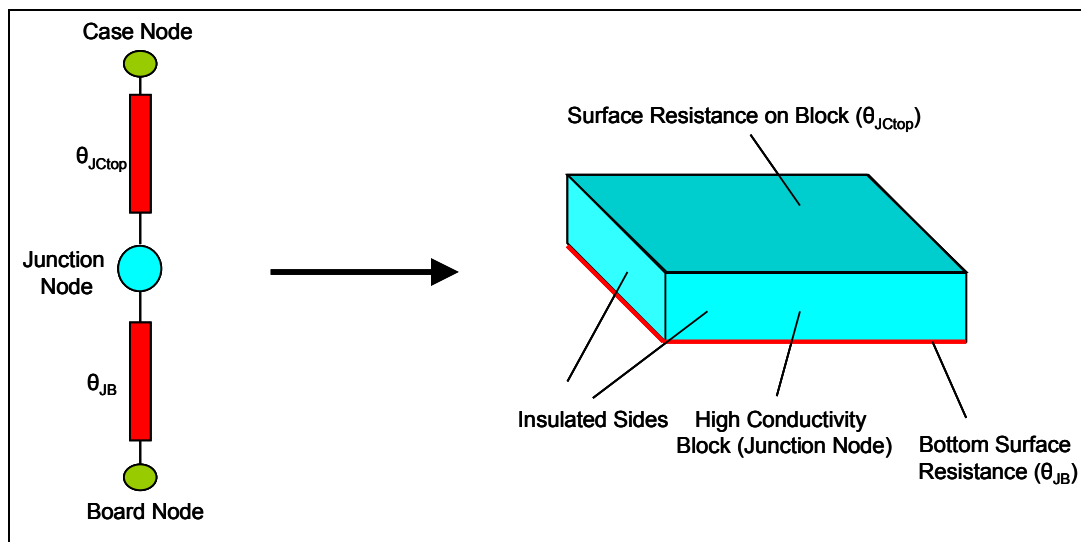 Case Node
θJCtop
Junction
Node
θJB
Board Node
Surface Resistance on Block (θJCtop)
Insulated Sides
High Conductivity
Block (Junction Node)
Bottom Surface
Resistance (θJB)